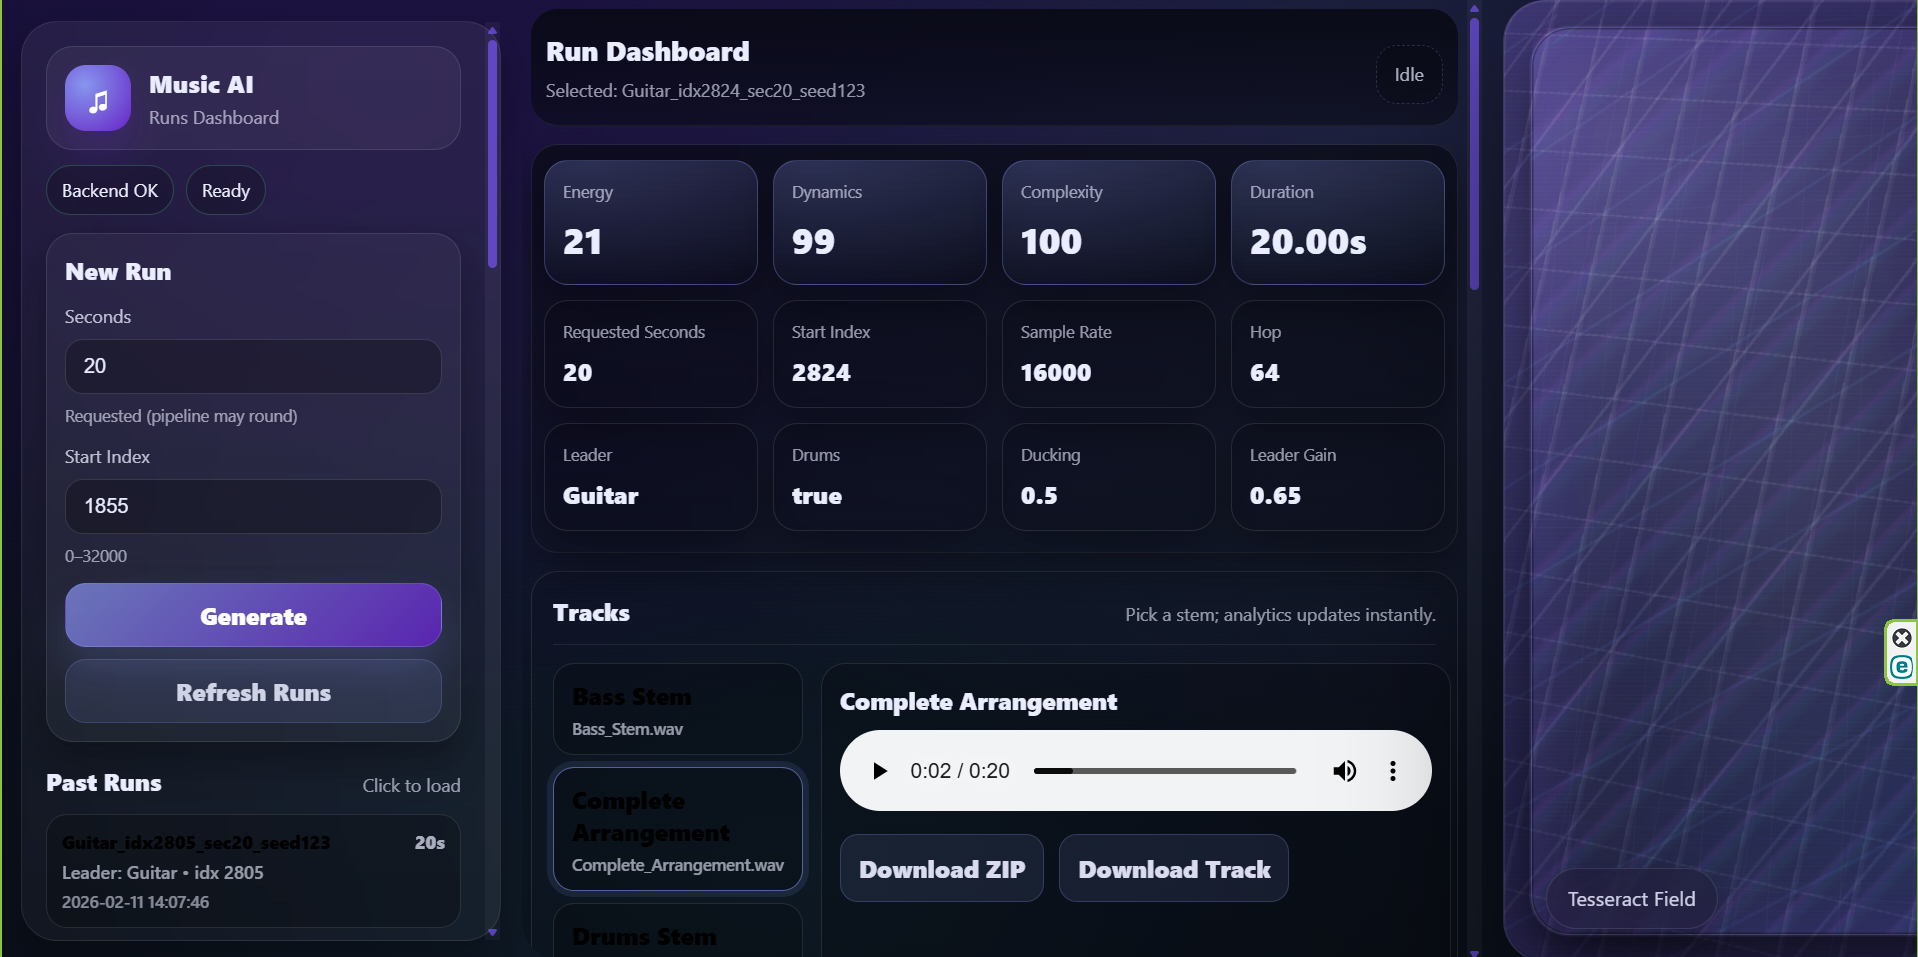 Music AI
Runs Dashboard
Backend OK
Ready
New Run
Seconds
20
Requested (pipeline may round)
Start Index
1855
0–32000
Generate
Refresh Runs
Past Runs
Click to load
Guitar_idx2805_sec20_seed123
20s
Leader: Guitar • idx 2805
2026-02-11 14:07:46
Run Dashboard
Selected: Guitar_idx2824_sec20_seed123
Idle
Energy
21
Dynamics
99
Complexity
100
Duration
20.00s
Requested Seconds
20
Start Index
2824
Sample Rate
16000
Hop
64
Leader
Guitar
Drums
true
Ducking
0.5
Leader Gain
0.65
Tracks
Pick a stem; analytics updates instantly.
Bass Stem
Bass_Stem.wav
Complete
Arrangement
Complete_Arrangement.wav
Drums Stem
Complete Arrangement
0:02 / 0:20
Download ZIP
Download Track
Tesseract Field
e